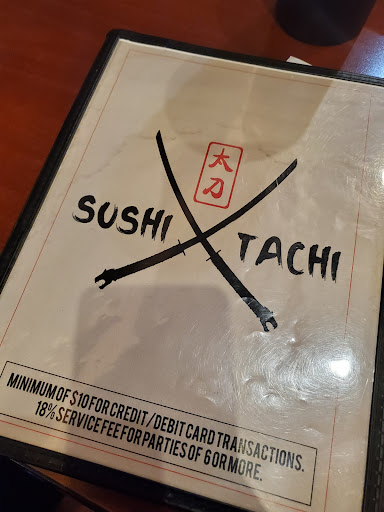 太
刀
SUSHI TACHI
MINIMUM OF $10 FOR CREDIT / DEBIT CARD TRANSACTIONS.
18% SERVICE FEE FOR PARTIES OF 6 OR MORE.